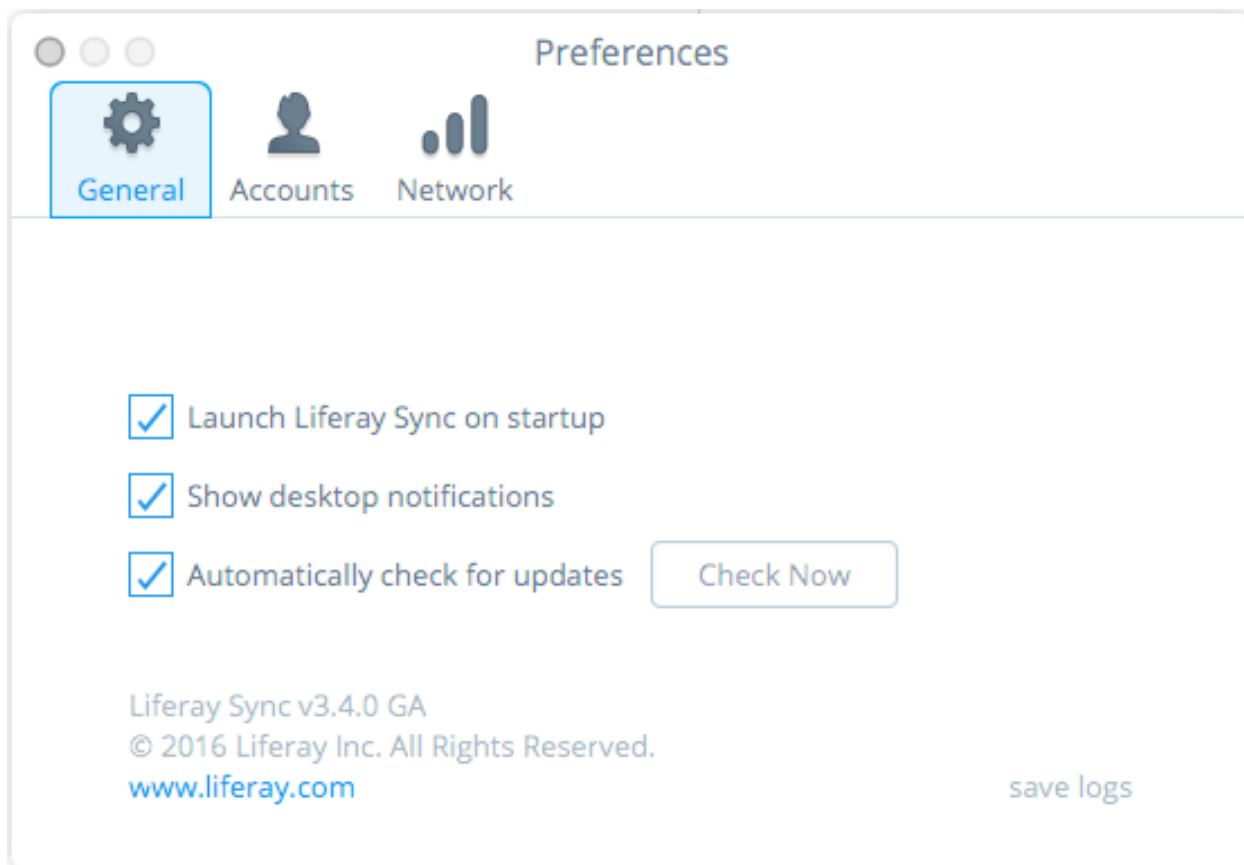 Preferences
General Accounts Network
Launch Liferay Sync on startup
Show desktop notifications
Automatically check for updates Check Now
Liferay Sync v3.4.0 GA
© 2016 Liferay Inc. All Rights Reserved.
www.liferay.com save logs